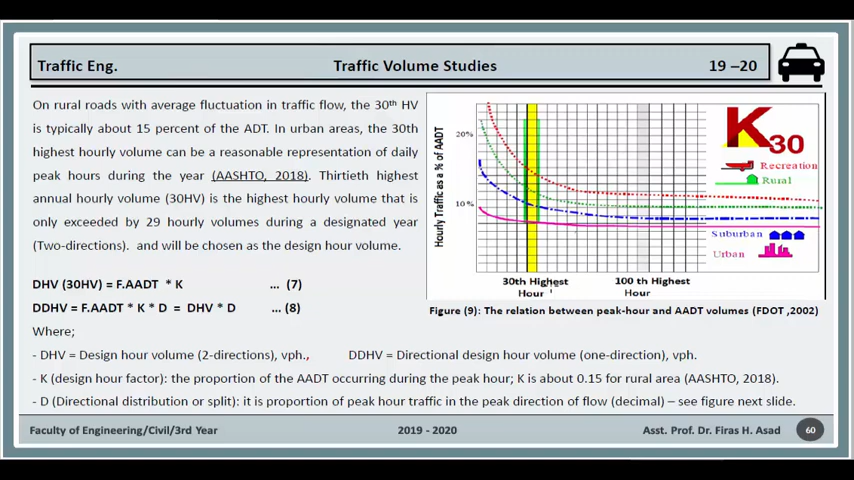 Traffic Eng. Traffic Volume Studies 19 –20
On rural roads with average fluctuation in traffic flow, the 30th HV
is typically about 15 percent of the ADT. In urban areas, the 30th
highest hourly volume can be a reasonable reprentation of daily
peak hours during the year (AASHTO, 2018). Thirtieth highest
annual hourly volume (30HV) is the highest hourly volume that is
only exceeded by 29 hourly volumes during a designated year
(Two-directions). and will be chosen as the design hour volume.
DHV (30HV) = F.AADT * K ... (7)
DDHV = F.AADT * K * D = DHV * D ... (8)
Where;
Hourly Traffic as a % of AADT
20%
10%
K30
Recreation
Rural
Suburban
Urban
30th Highest
Hour
100 th Highest
Hour
Figure (9): The relation between peak-hour and AADT volumes (FDOT ,2002)
- DHV = Design hour volume (2-directions), vph., DDHV = Directional design hour volume (one-direction), vph.
- K (design hour factor): the proportion of the AADT occurring during the peak hour; K is about 0.15 for rural area (AASHTO, 2018).
- D (Directional distribution or split): it is proportion of peak hour traffic in the peak direction of flow (decimal) – see figure next slide.
Faculty of Engineering/Civil/3rd Year 2019 - 2020 Asst. Prof. Dr. Firas H. Asad 60